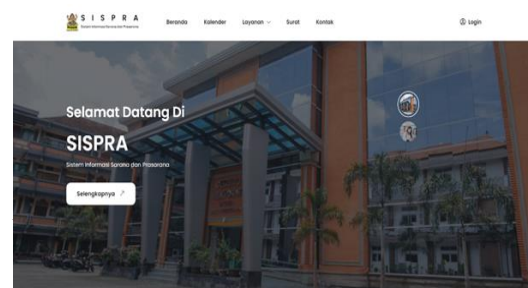 S I S P R A
Sistem Informasi Sarana dan Prasarana
Beranda
Kalender
Layanan
Surat
Kontak
Login
Selamat Datang Di
SISPRA
Sistem Informasi Sarana dan Prasarana
Selengkapnya